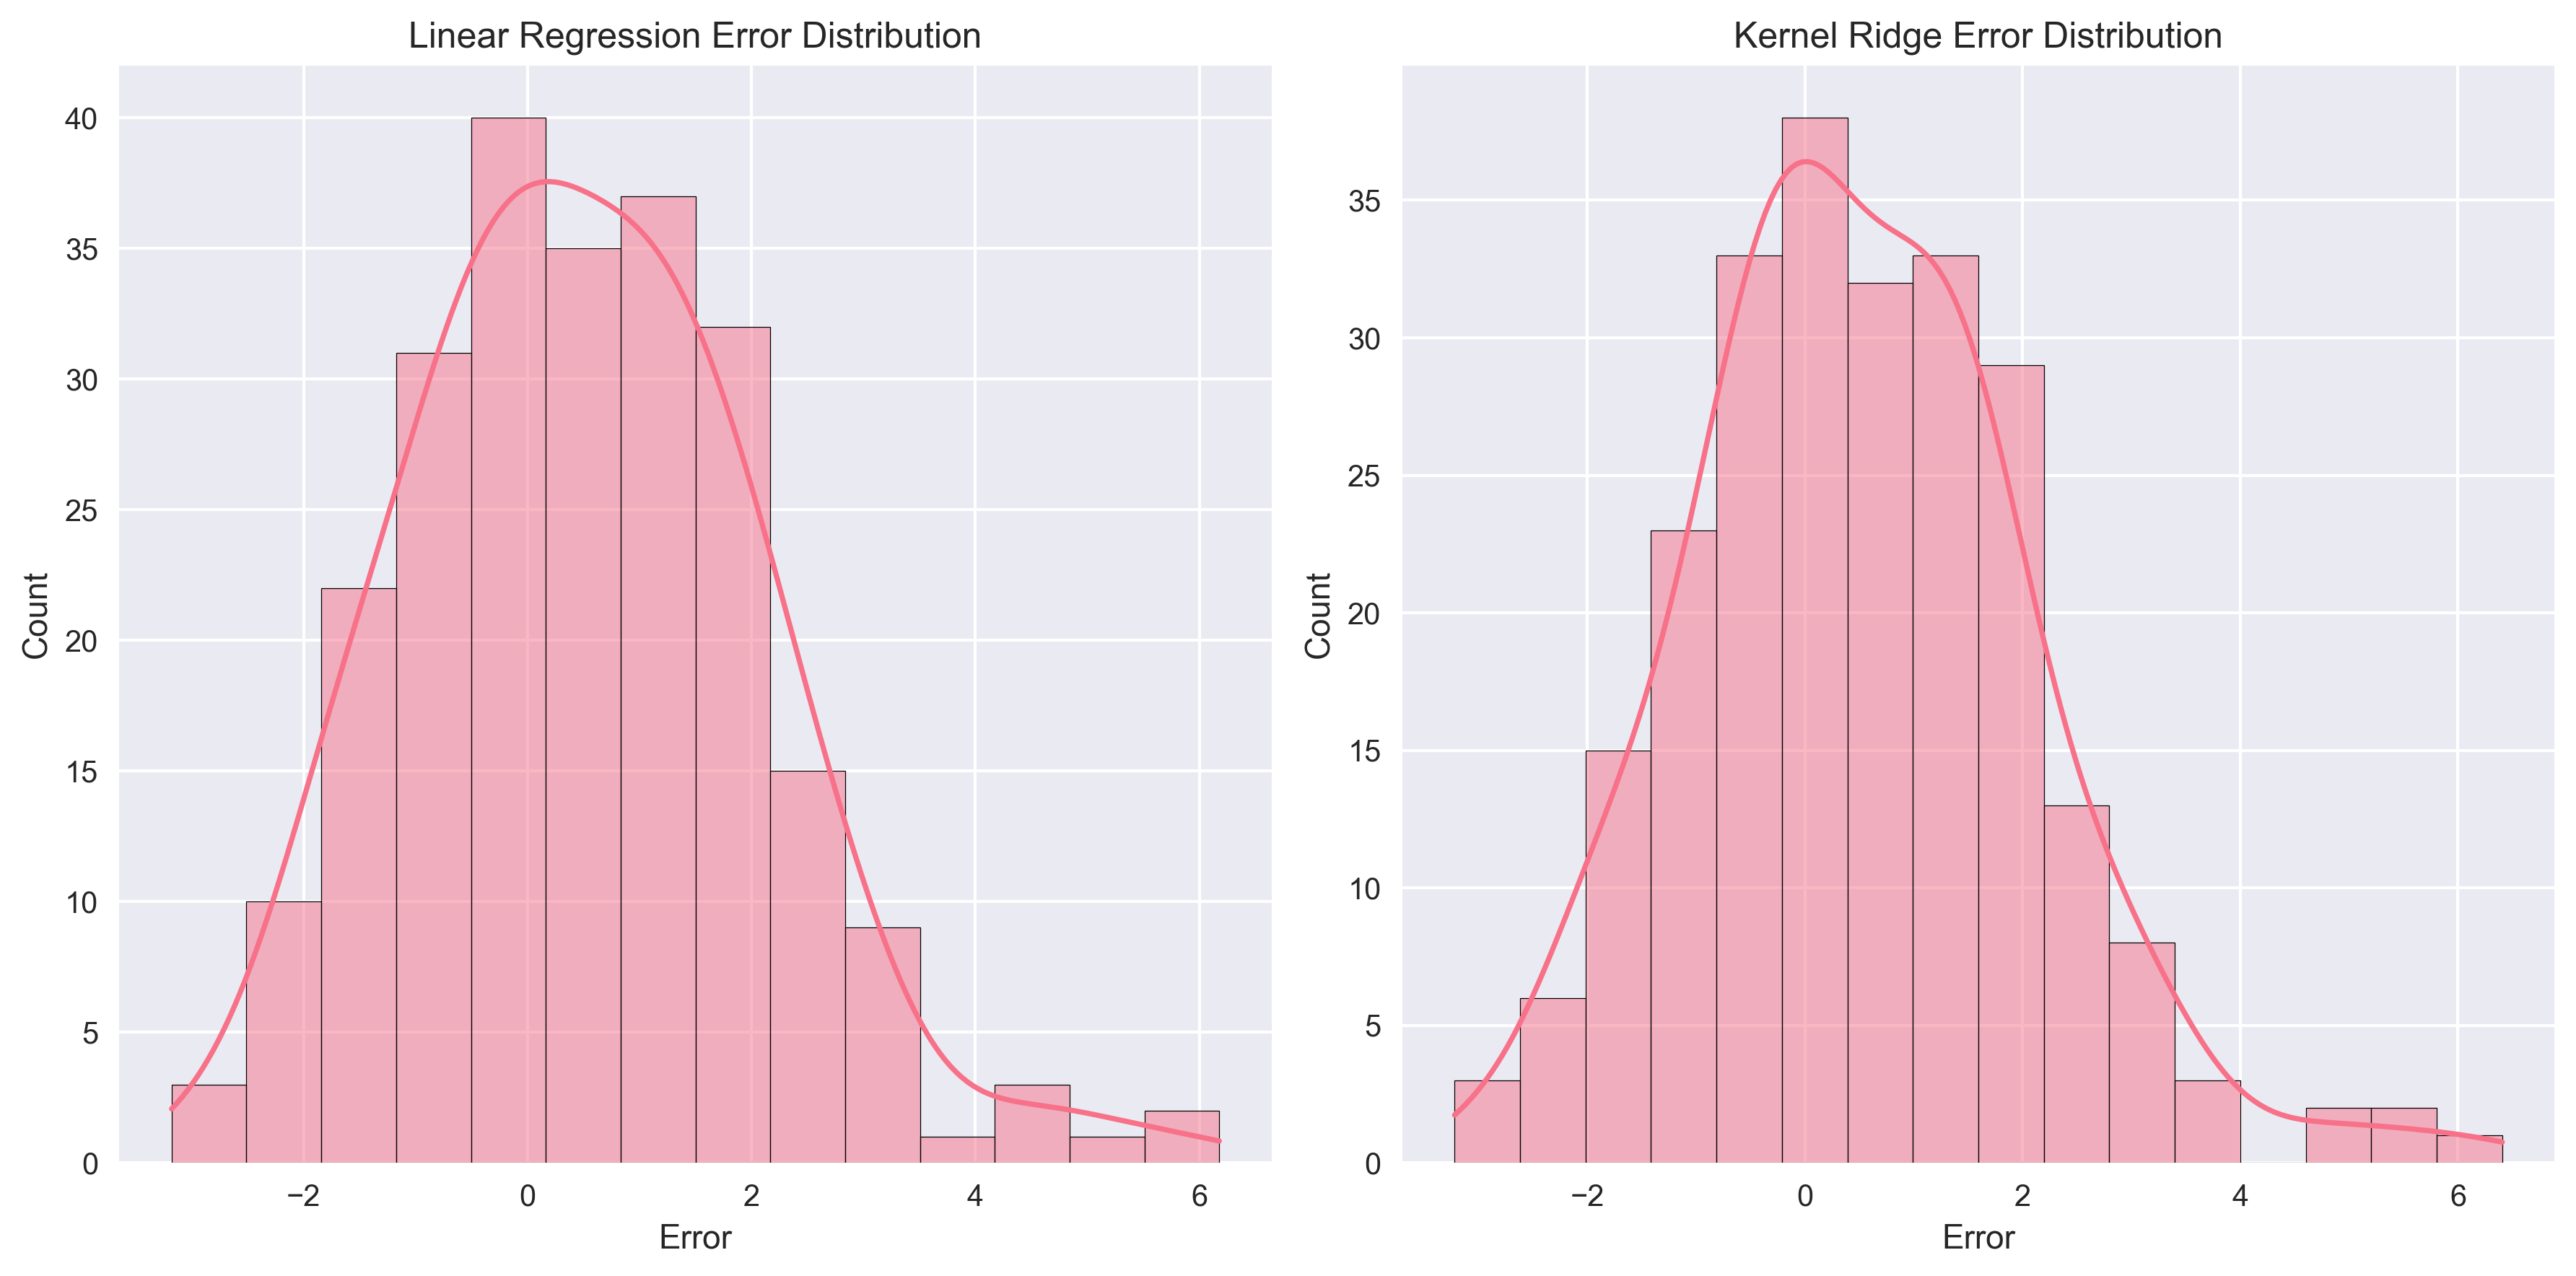 Linear Regression Error Distribution
Count
40
35
30
25
20
15
10
5
0
−2 0 2 4 6
Error
Kernel Ridge Error Distribution
Count
35
30
25
20
15
10
5
0
−2 0 2 4 6
Error